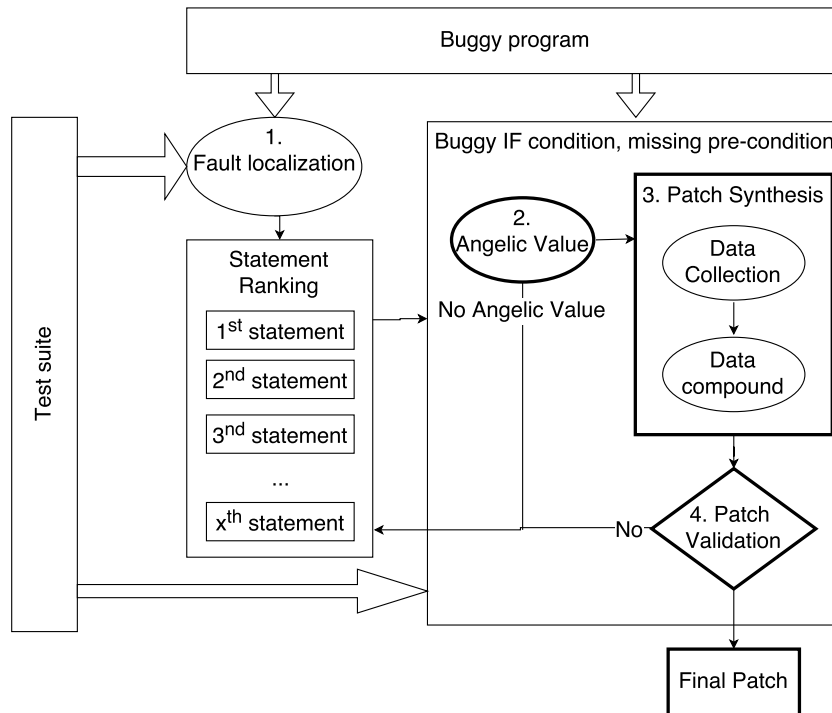 Buggy program
Test suite
1.
Fault localization
Statement
Ranking
1st statement
2nd statement
3nd statement
...
xth statement
Buggy IF condition, missing pre-condition
2.
Angelic Value
No Angelic Value
3. Patch Synthesis
Data
Collection
Data
compound
4. Patch
Validation
No
Final Patch